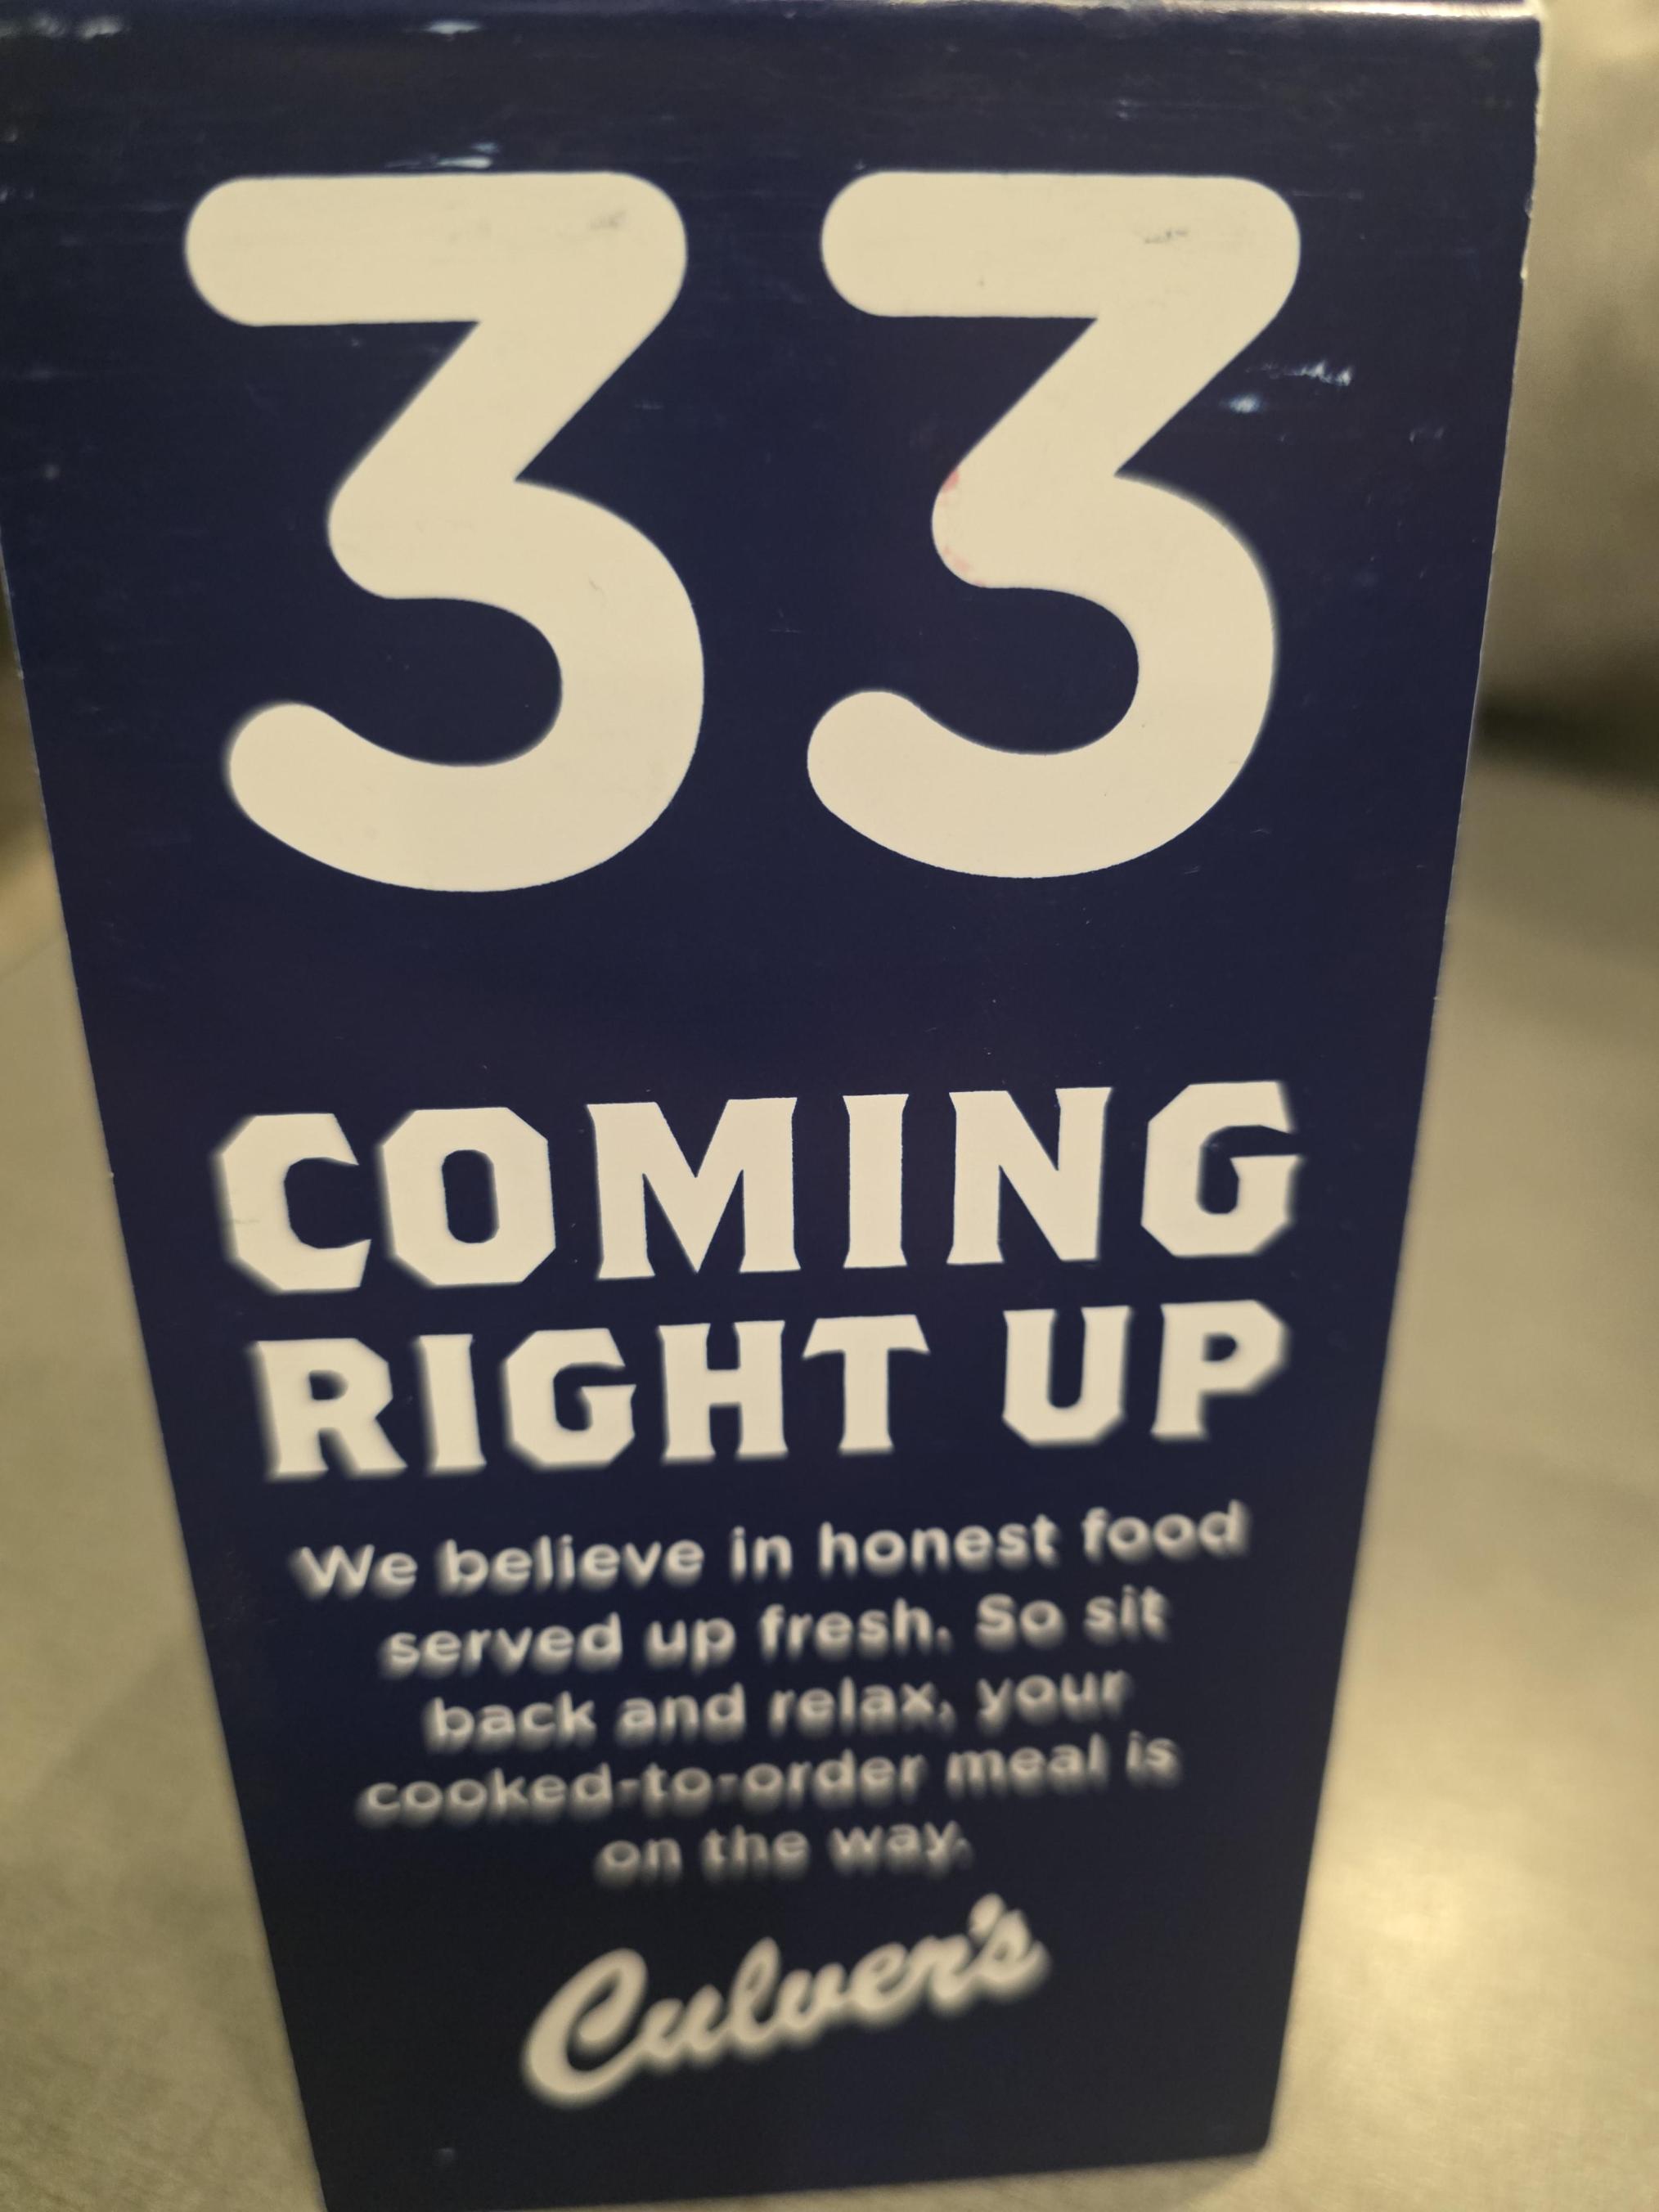 33
COMING
RIGHT UP
We believe in honest food
served up fresh. So sit
back and relax, your
cooked-to-order meal is
on the way.
Culver's